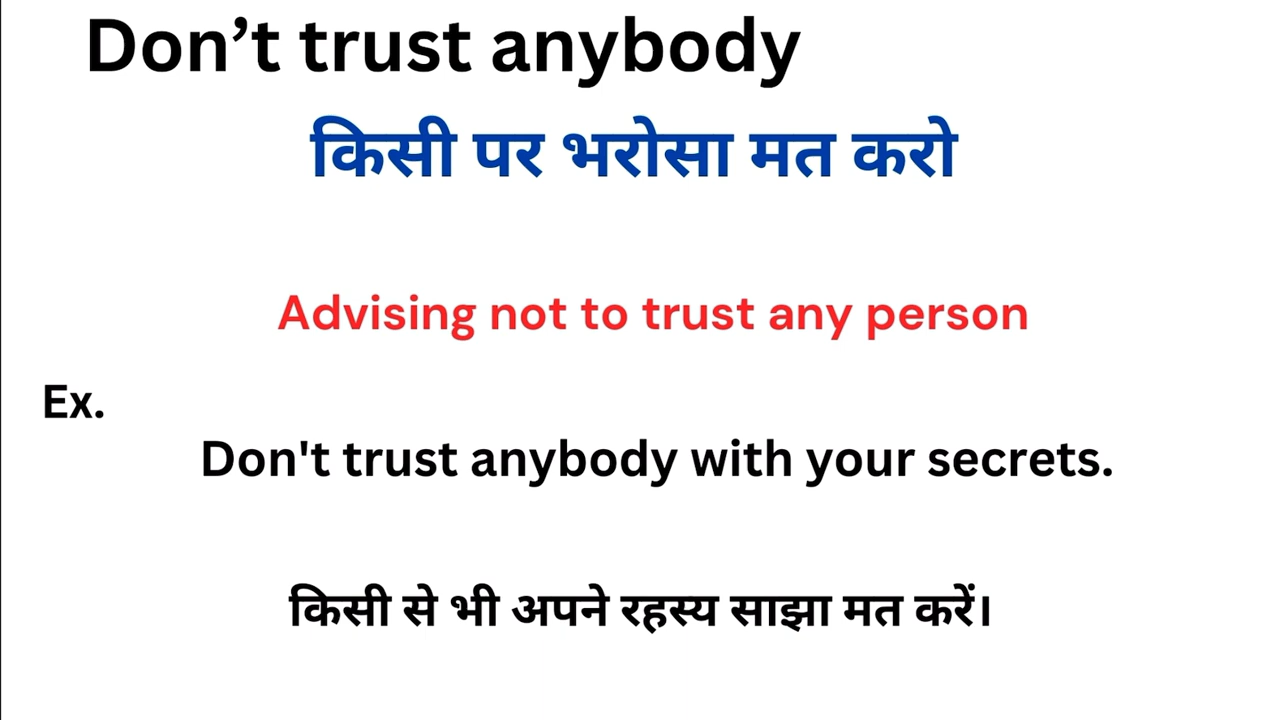 Don’t trust anybody
किसी पर भरोसा मत करो
Advising not to trust any person
Ex.
Don't trust anybody with your secrets.
किसी से भी अपने रहस्य साझा मत करें।